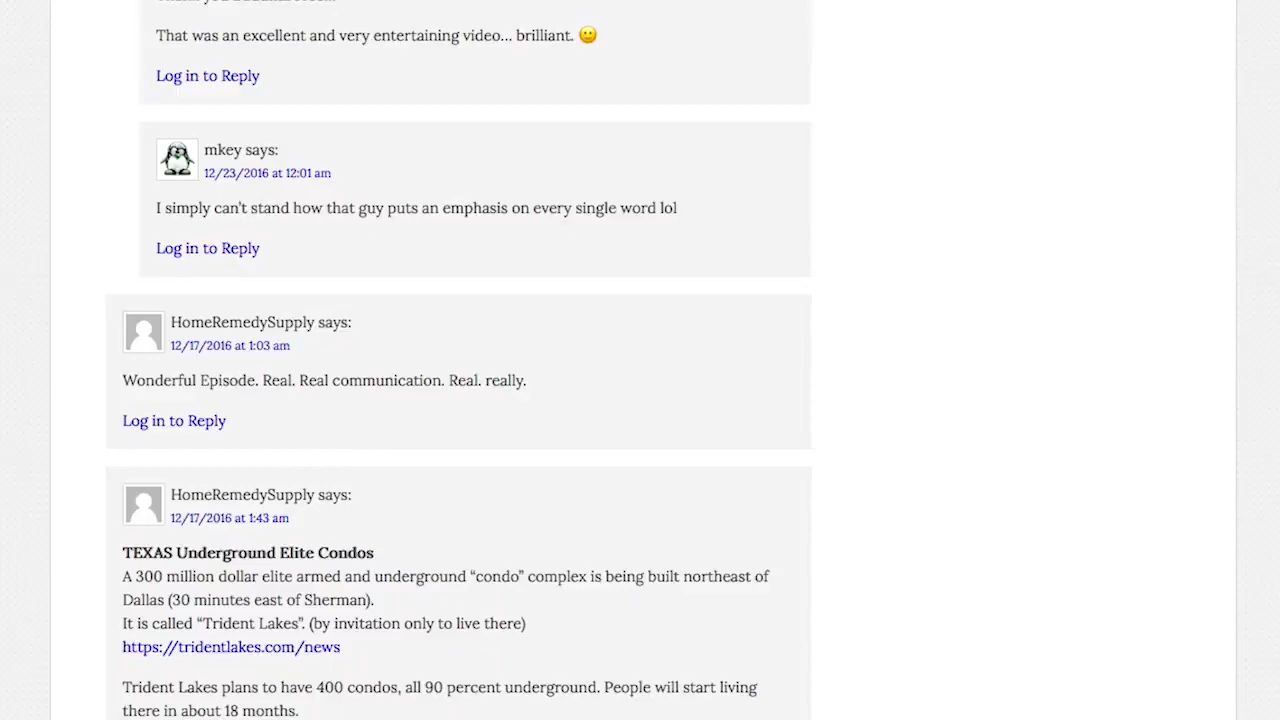 That was an excellent and very entertaining video… brilliant. 🙂
Log in to Reply
mkey says:
12/23/2016 at 12:01 am
I simply can’t stand how that guy puts an emphasis on every single word lol
Log in to Reply
HomeRemedySupply says:
12/17/2016 at 1:03 am
Wonderful Episode. Real. Real communication. Real. really.
Log in to Reply
HomeRemedySupply says:
12/17/2016 at 1:43 am
TEXAS Underground Elite Condos
A 300 million dollar elite armed and underground “condo” complex is being built northeast of
Dallas (30 minutes east of Sherman).
It is called “Trident Lakes”. (by invitation only to live there)
https://tridentlakes.com/news
Trident Lakes plans to have 400 condos, all 90 percent underground. People will start living
there in about 18 months.